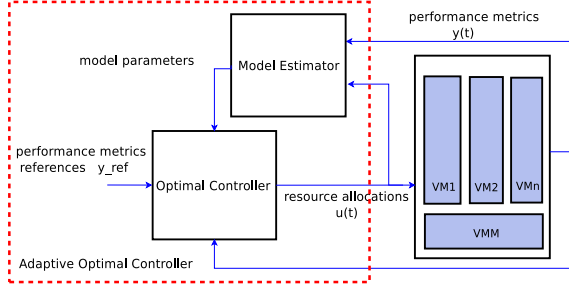 performance metrics
y(t)
model parameters
Model Estimator
performance metrics
references y_ref
Optimal Controller
resource allocations
u(t)
VM1
VM2
VMn
VMM
Adaptive Optimal Controller